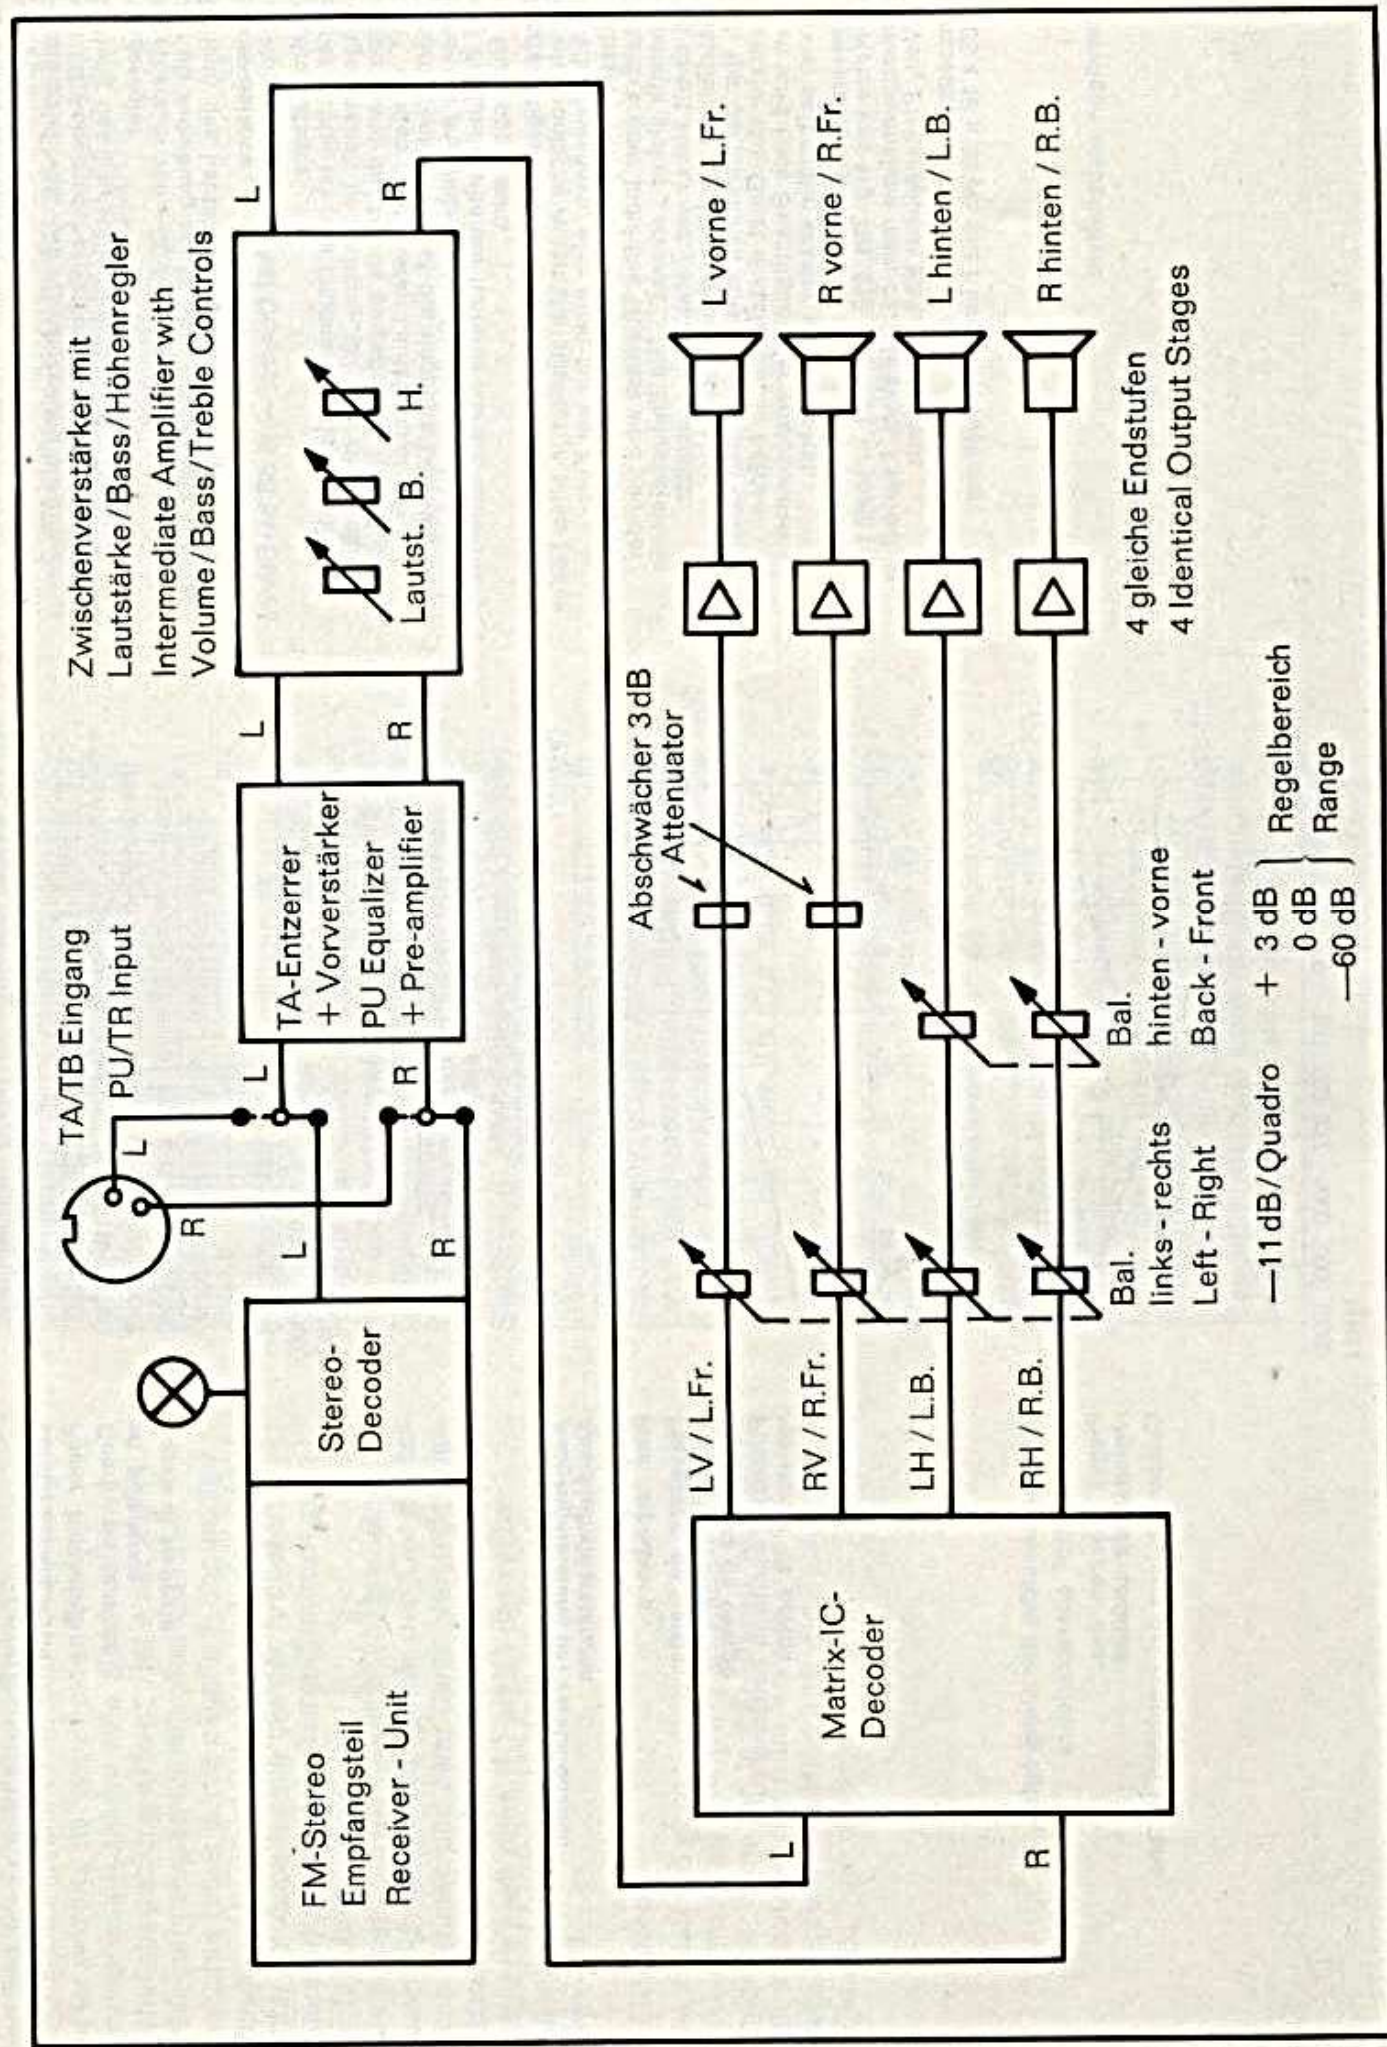 TA/TB Eingang
PU/TR Input
Zwischenverstärker mit
Lautstärke/Bass/Höhenregler
Intermediate Amplifier with
Volume/Bass/Treble Controls
FM-Stereo
Empfangsteil
Receiver - Unit
Stereo-
Decoder
L
R
L
R
L
R
TA-Entzerrer
+ Vorverstärker
PU Equalizer
+ Pre-amplifier
L
R
Lautst. B. H.
L
R
L
R
Matrix-IC-
Decoder
LV / L.Fr.
RV / R.Fr.
LH / L.B.
RH / R.B.
Abschwächer 3dB
Attenuator
L vorne / L.Fr.
R vorne / R.Fr.
L hinten / L.B.
R hinten / R.B.
Bal.
links - rechts
Left - Right
Bal.
hinten - vorne
Back - Front
4 gleiche Endstufen
4 Identical Output Stages
—11dB/Quadro
+ 3 dB
0 dB
—60 dB
Regelbereich
Range